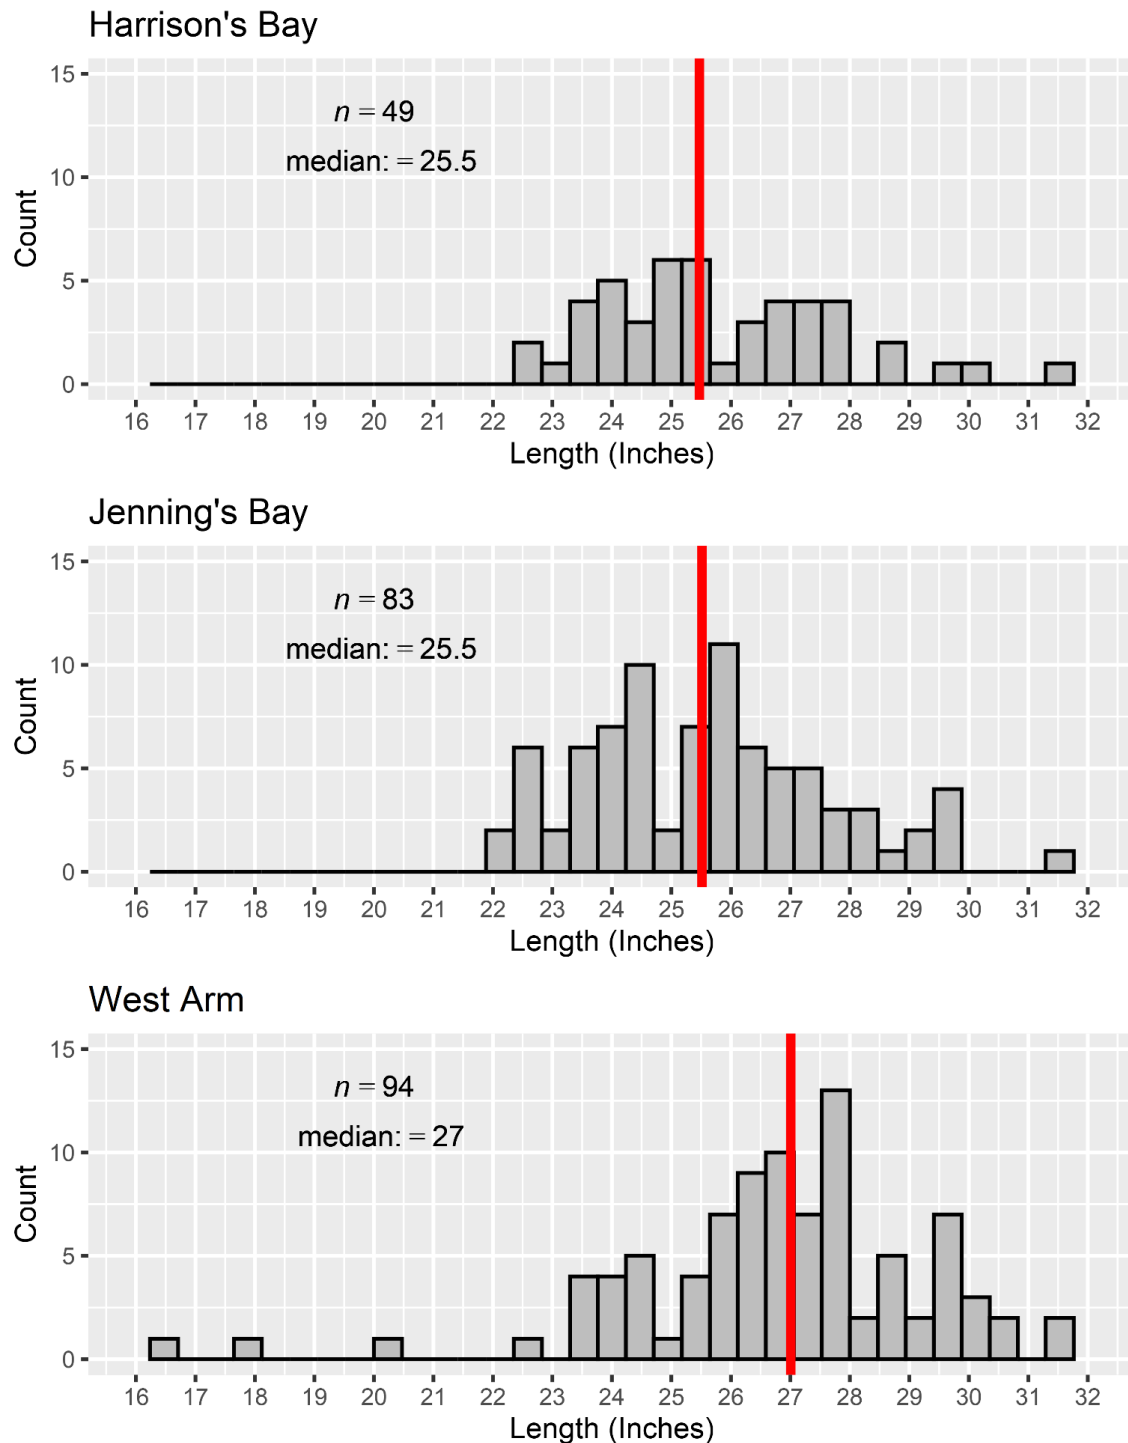 Harrison's Bay
15
n = 49
median: = 25.5
10
Count
5
0
16 17 18 19 20 21 22 23 24 25 26 27 28 29 30 31 32
Length (Inches)
Jenning's Bay
15
n = 83
median: = 25.5
10
Count
5
0
16 17 18 19 20 21 22 23 24 25 26 27 28 29 30 31 32
Length (Inches)
West Arm
15
n = 94
median: = 27
10
Count
5
0
16 17 18 19 20 21 22 23 24 25 26 27 28 29 30 31 32
Length (Inches)